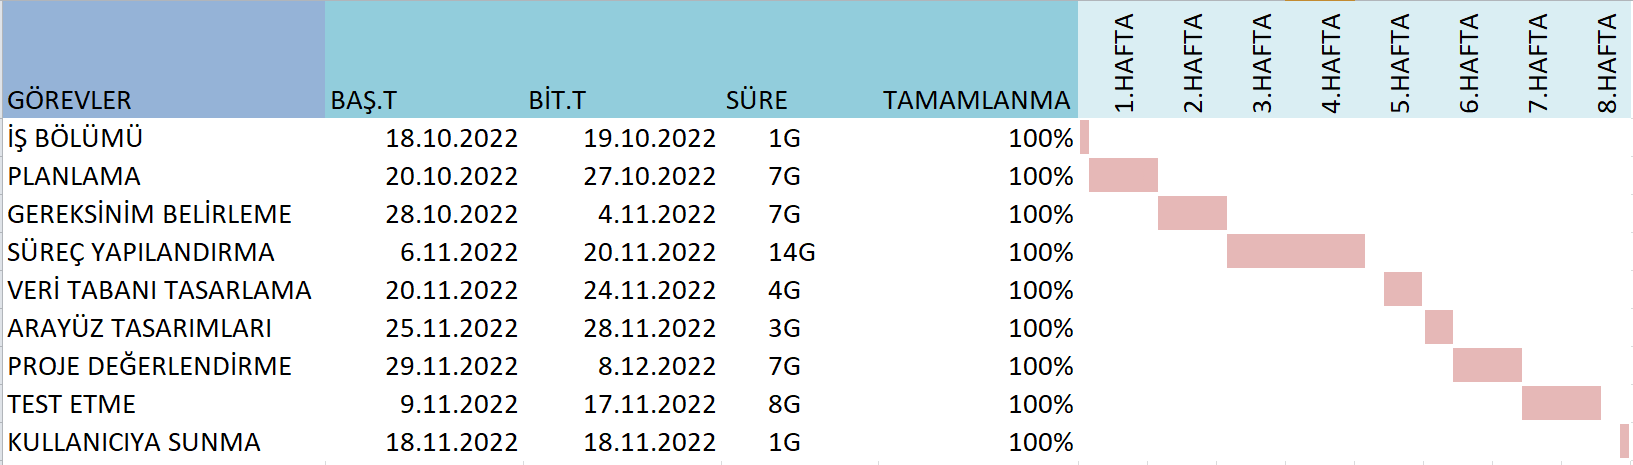 GÖREVLER BAŞ.T BİT.T SÜRE TAMAMLANMA 1.HAFTA 2.HAFTA 3.HAFTA 4.HAFTA 5.HAFTA 6.HAFTA 7.HAFTA 8.HAFTA
İŞ BÖLÜMÜ 18.10.2022 19.10.2022 1G 100%
PLANLAMA 20.10.2022 27.10.2022 7G 100%
GEREKSİNİM BELİRLEME 28.10.2022 4.11.2022 7G 100%
SÜREÇ YAPILANDIRMA 6.11.2022 20.11.2022 14G 100%
VERİ TABANI TASARLAMA 20.11.2022 24.11.2022 4G 100%
ARAYÜZ TASARIMLARI 25.11.2022 28.11.2022 3G 100%
PROJE DEĞERLENDİRME 29.11.2022 8.12.2022 7G 100%
TEST ETME 9.11.2022 17.11.2022 8G 100%
KULLANICIYA SUNMA 18.11.2022 18.11.2022 1G 100%